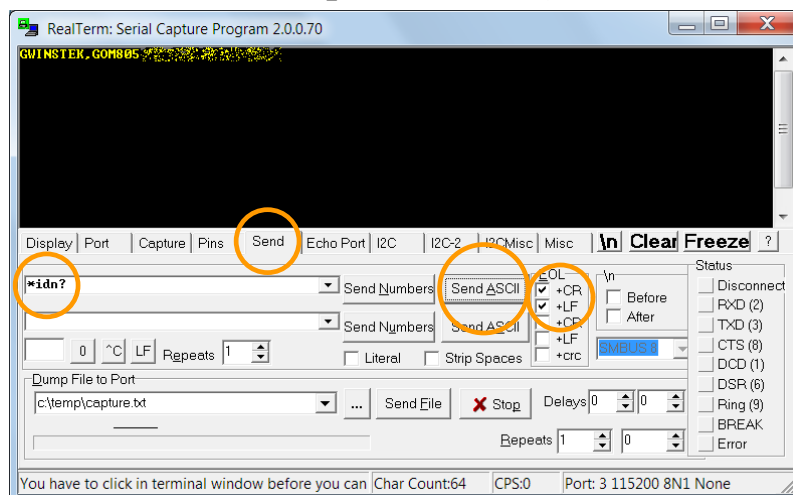 RealTerm: Serial Capture Program 2.0.0.70
GWINSTEK,GOM805
Display Port Capture Pins Send Echo Port I2C I2C-2 I2CMisc Misc \n Clear Freeze ?
*idn? Send Numbers Send ASCII EOL +CR +LF \n Before After Status Disconnect RXD (2)
Send Numbers Send ASCII +CR +LF TXD (3)
0 ^C LF Repeats 1 Literal Strip Spaces +crc SMBUS 8 CTS (8) DCD (1)
Dump File to Port DSR (6)
c:\temp\capture.txt ... Send File X Stop Delays 0 0 Ring (9)
BREAK
Repeats 1 0 Error
You have to click in terminal window before you can Char Count:64 CPS:0 Port: 3 115200 8N1 None